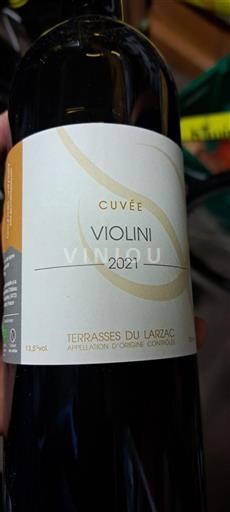 CUVÉE
VIOLINI
VINIOU
2021
TERRASSES DU LARZAC
APPELLATION D'ORIGINE CONTRÔLÉE
13,5%vol.